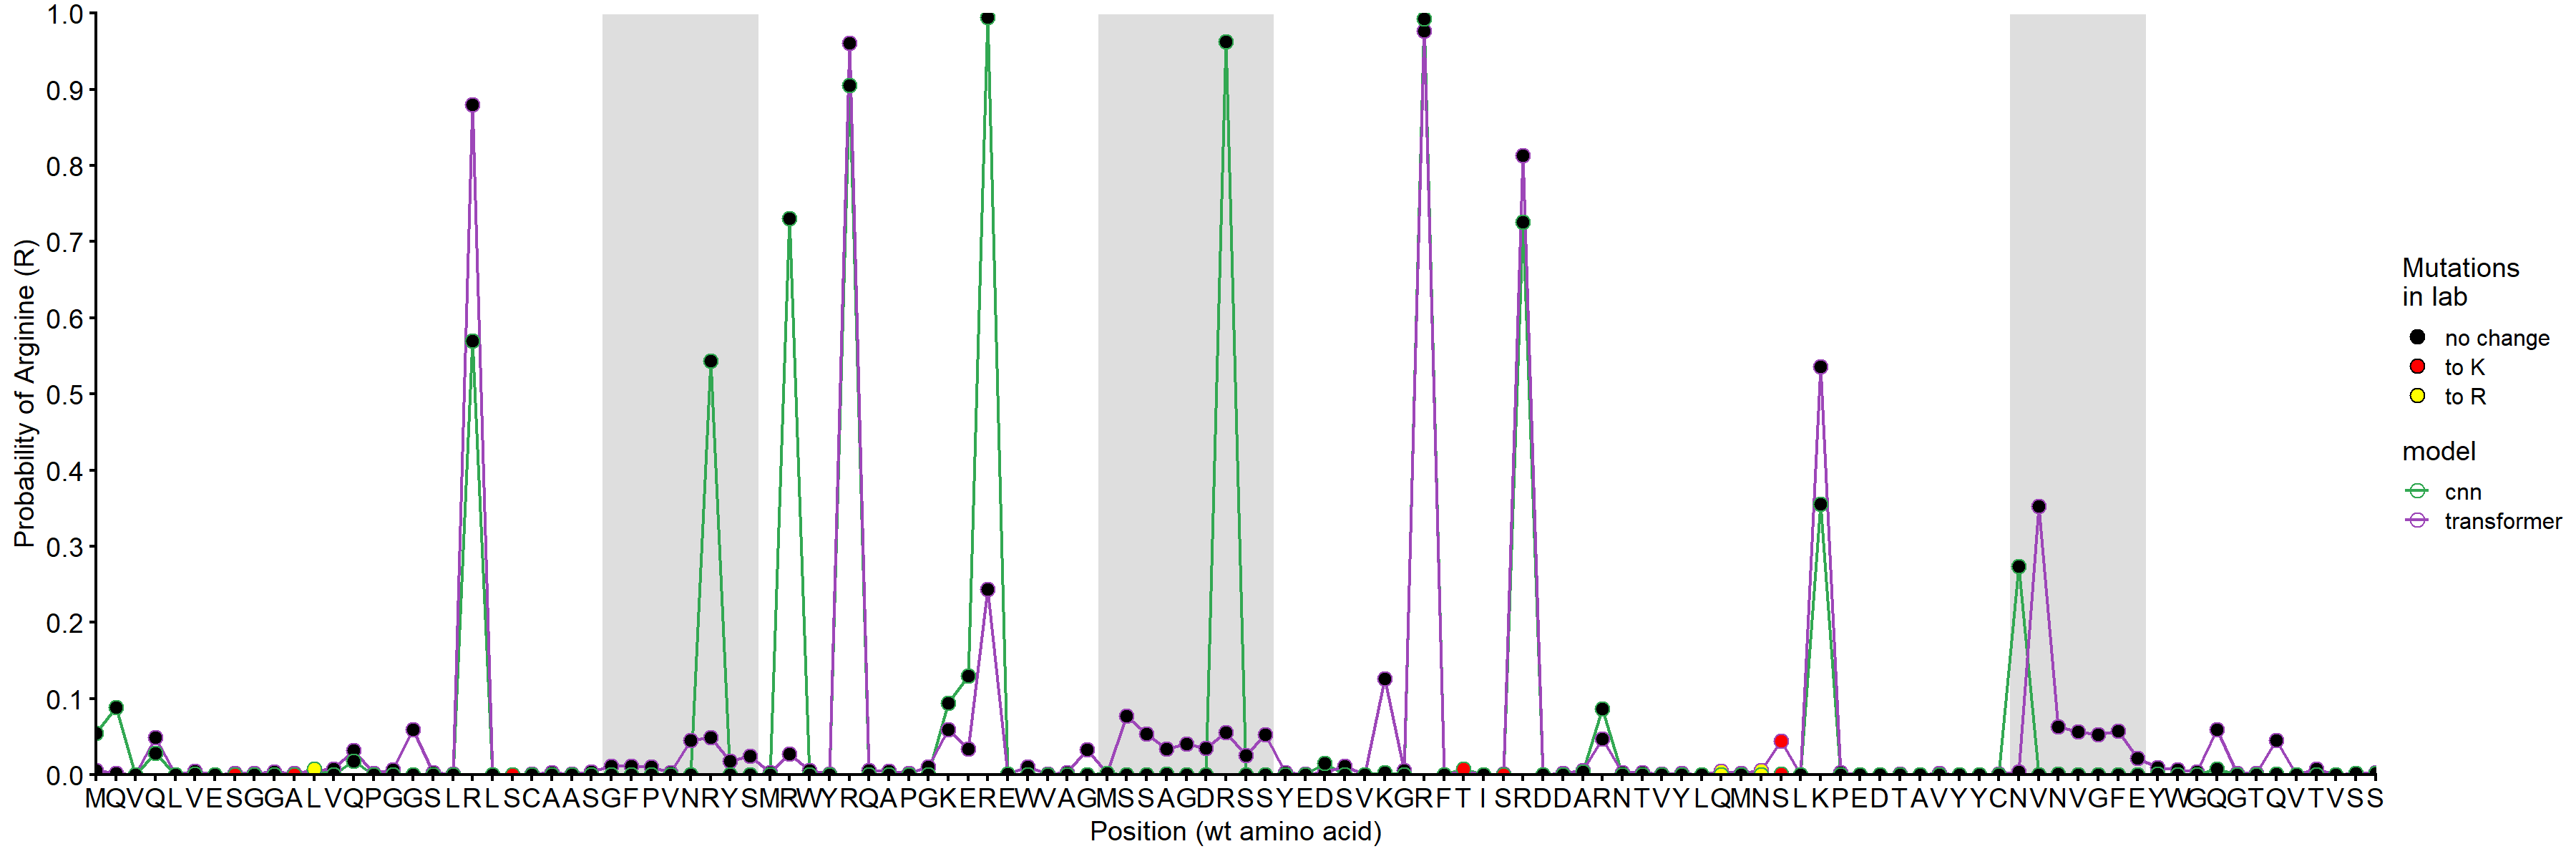 1.0
0.9
0.8
0.7
0.6
0.5
0.4
0.3
0.2
0.1
0.0
Probability of Arginine (R)
MQVQLVESGGALVQPGGSLRLSCAASGFPVNRYSMRWYRQAPGKEREWVAGMSSAGDRSSYEDSVKGRFTISRDDARNTVYLQMNSLKPEDTAVYYCNVNVGFEYWGQGTQVTVSS
Position (wt amino acid)
Mutations
in lab
no change
to K
to R
model
cnn
transformer